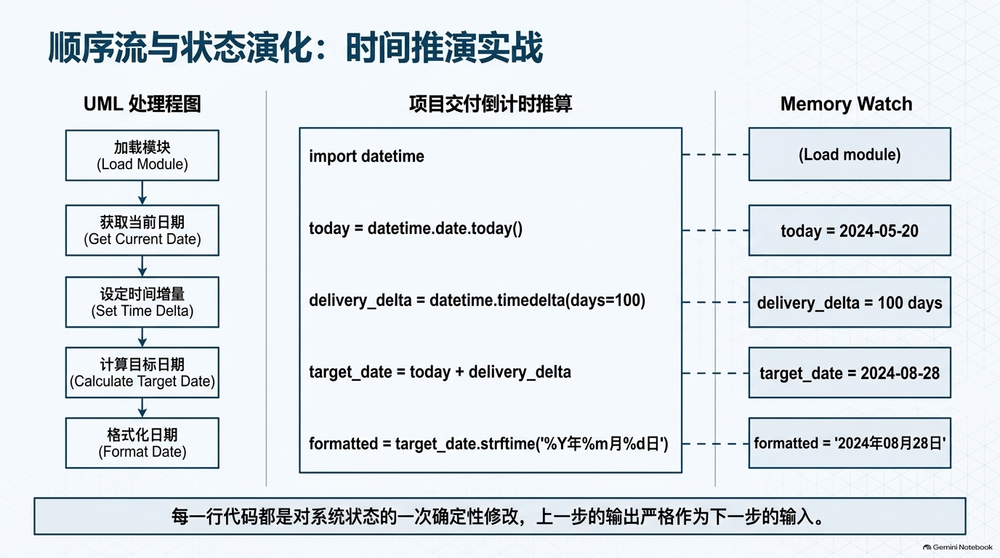 顺序流与状态演化：时间推演实战
UML 处理程图
加载模块
(Load Module)
获取当前日期
(Get Current Date)
设定时间增量
(Set Time Delta)
计算目标日期
(Calculate Target Date)
格式化日期
(Format Date)
项目交付倒计时推算
import datetime
today = datetime.date.today()
delivery_delta = datetime.timedelta(days=100)
target_date = today + delivery_delta
formatted = target_date.strftime('%Y年%m月%d日')
Memory Watch
(Load module)
today = 2024-05-20
delivery_delta = 100 days
target_date = 2024-08-28
formatted = '2024年08月28日'
每一行代码都是对系统状态的一次确定性修改，上一步的输出严格作为下一步的输入。
Gemini Notebook